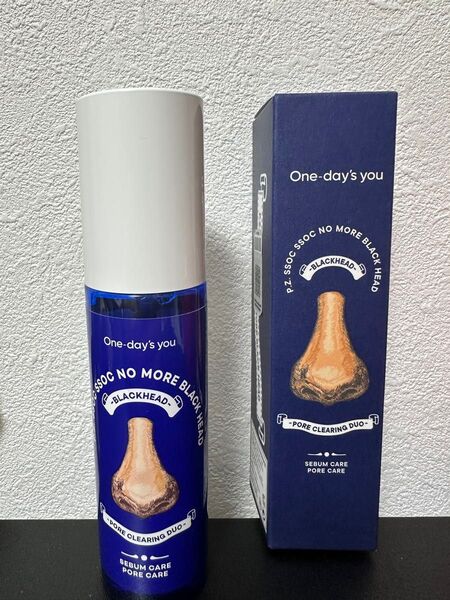 One-day's you
SSOC NO MORE BLACK HEAD
-BLACKHEAD-
-PORE CLEARING DUO-
SEBUM CARE
PORE CARE
One-day's you
P.Z. SSOC SSOC NO MORE BLACK HEAD
-BLACKHEAD-
-PORE CLEARING DUO-
SEBUM CARE
PORE CARE